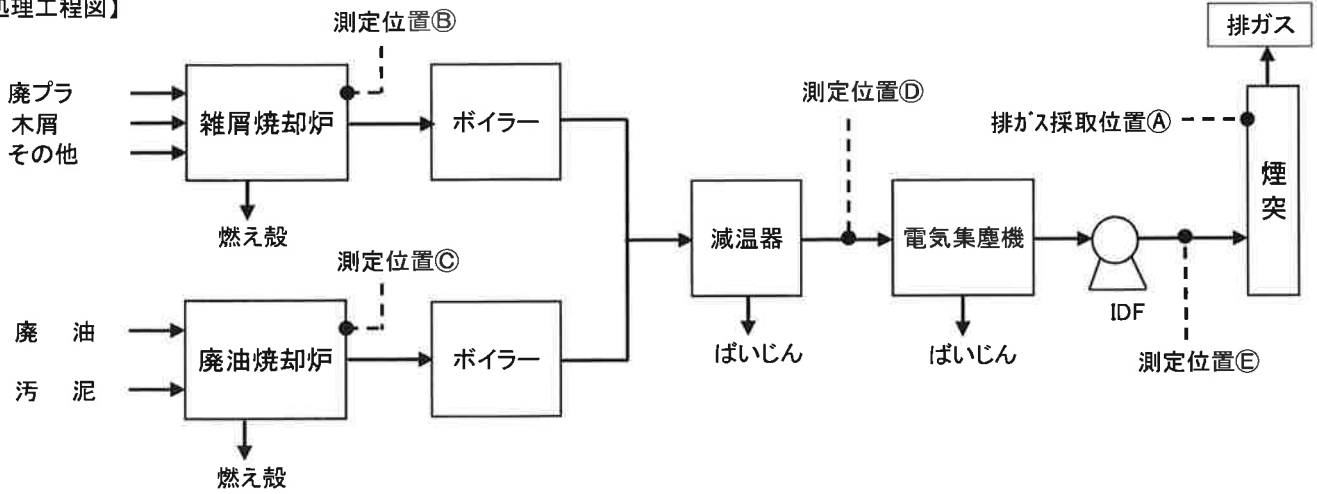 処理工程図】
測定位置Ⓑ
排ガス
廃プラ
木屑
その他
雑屑焼却炉
ボイラー
測定位置Ⓓ
排ガス採取位置Ⓐ
煙突
燃え殻
減温器
電気集塵機
測定位置Ⓒ
IDF
廃 油
汚 泥
廃油焼却炉
ボイラー
ばいじん
ばいじん
測定位置Ⓔ
燃え殻